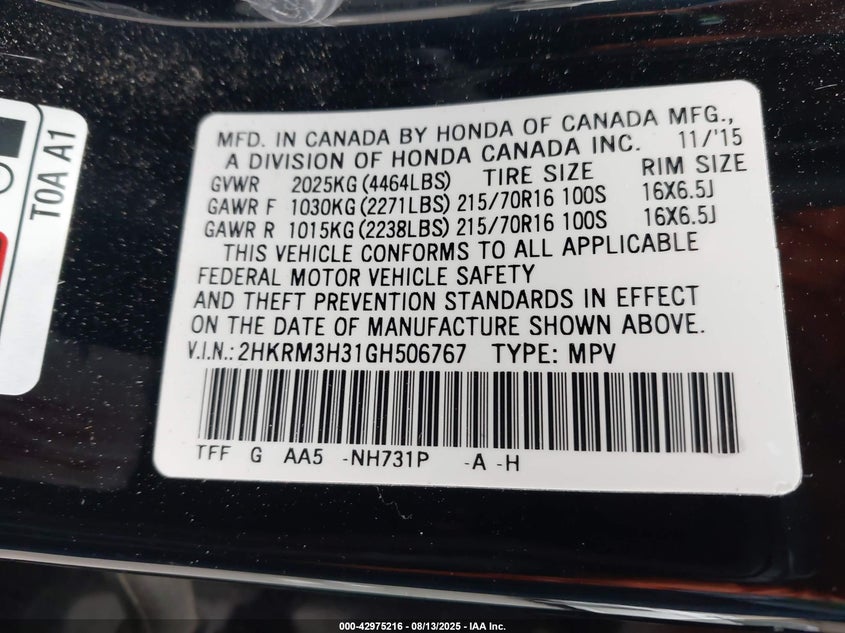 TOA A1
MFD. IN CANADA BY HONDA OF CANADA MFG.,
A DIVISION OF HONDA CANADA INC. 11/'15
GVWR 2025KG (4464LBS) TIRE SIZE RIM SIZE
GAWR F 1030KG (2271LBS) 215/70R16 100S 16X6.5J
GAWR R 1015KG (2238LBS) 215/70R16 100S 16X6.5J
THIS VEHICLE CONFORMS TO ALL APPLICABLE
FEDERAL MOTOR VEHICLE SAFETY
AND THEFT PREVENTION STANDARDS IN EFFECT
ON THE DATE OF MANUFACTURE SHOWN ABOVE.
V.I.N.: 2HKRM3H31GH506767 TYPE: MPV
TFF G AA5 -NH731P -A -H
000-42975216 - 08/13/2025 - IAA Inc.